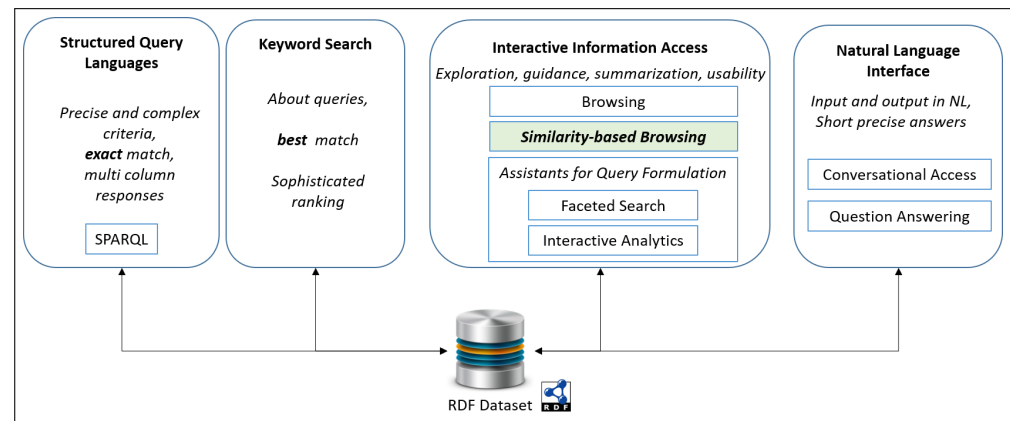 Structured Query
Languages
Precise and complex
criteria,
exact match,
multi column
responses
SPARQL
Keyword Search
About queries,
best match
Sophisticated
ranking
Interactive Information Access
Exploration, guidance, summarization, usability
Browsing
Similarity-based Browsing
Assistants for Query Formulation
Faceted Search
Interactive Analytics
Natural Language
Interface
Input and output in NL,
Short precise answers
Conversational Access
Question Answering
RDF Dataset
RDF